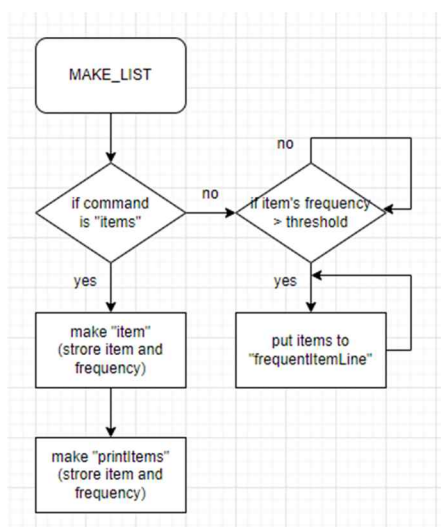 MAKE_LIST
no
if command
is "items"
no
if item's frequency
> threshold
yes
yes
make "item"
(strore item and
frequency)
put items to
"frequentItemLine"
make "printItems"
(strore item and
frequency)